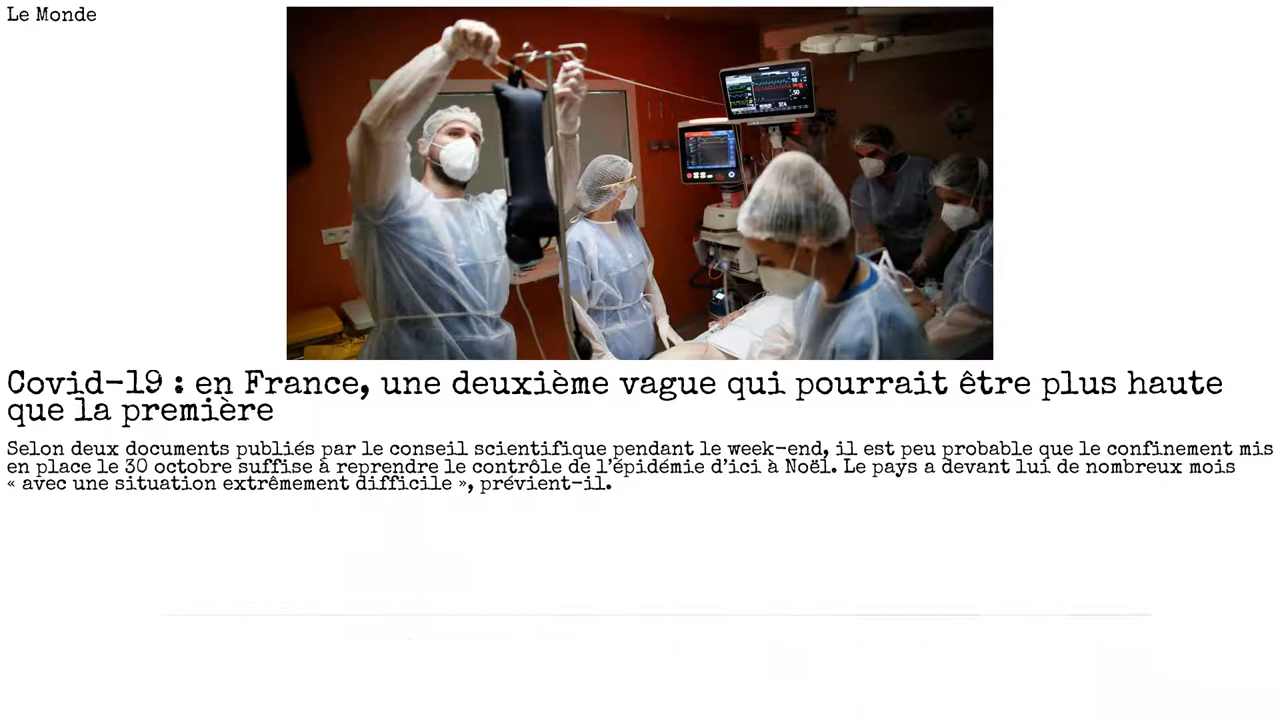 Le Monde
Covid-19 : en France, une deuxième vague qui pourrait être plus haute
que la première
Selon deux documents publiés par le conseil scientifique pendant le week-end, il est peu probable que le confinement mis
en place le 30 octobre suffise à reprendre le contrôle de l'épidémie d'ici à Noël. Le pays a devant lui de nombreux mois
« avec une situation extrêmement difficile », prévient-il.